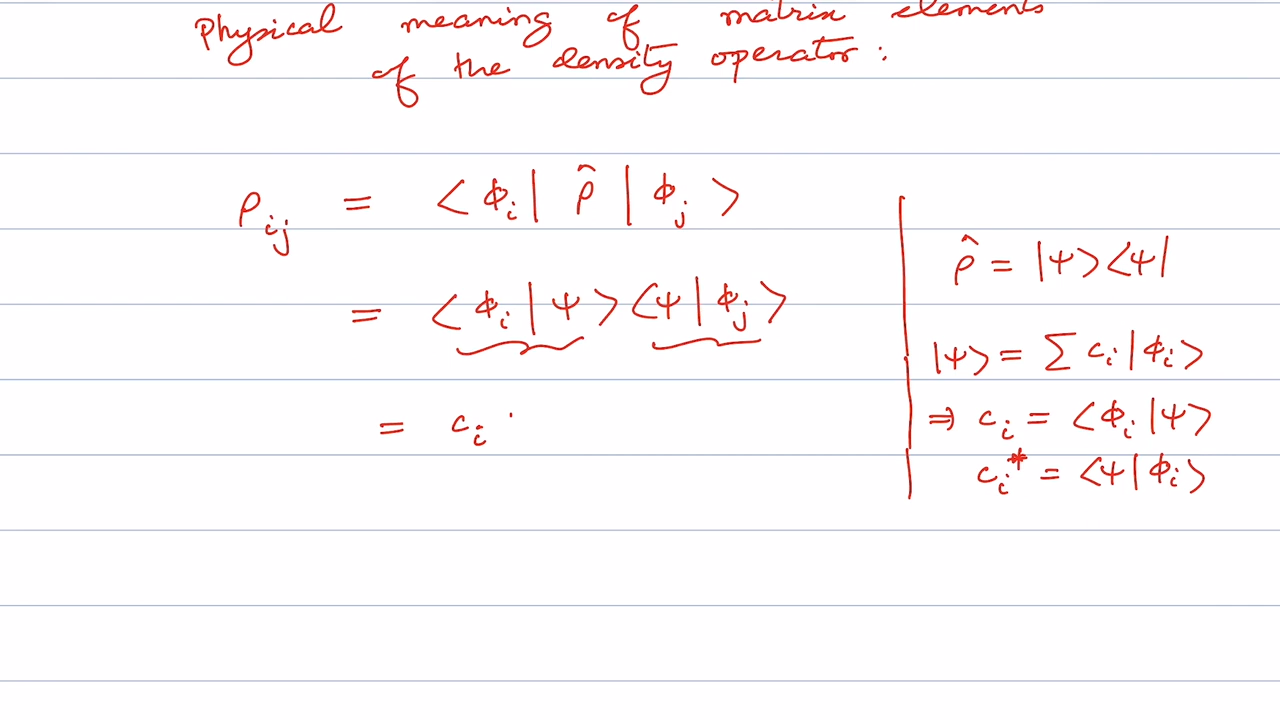 Physical meaning of matrix elements
of the density operator :
ρ_ij = < ϕ_i | ρ̂ | ϕ_j >
= < ϕ_i | ψ > < ψ | ϕ_j >
= c_i
ρ̂ = |ψ> <ψ|
|ψ> = ∑ c_i |ϕ_i>
⇒ c_i = <ϕ_i |ψ>
c_i* = <ψ| ϕ_i>